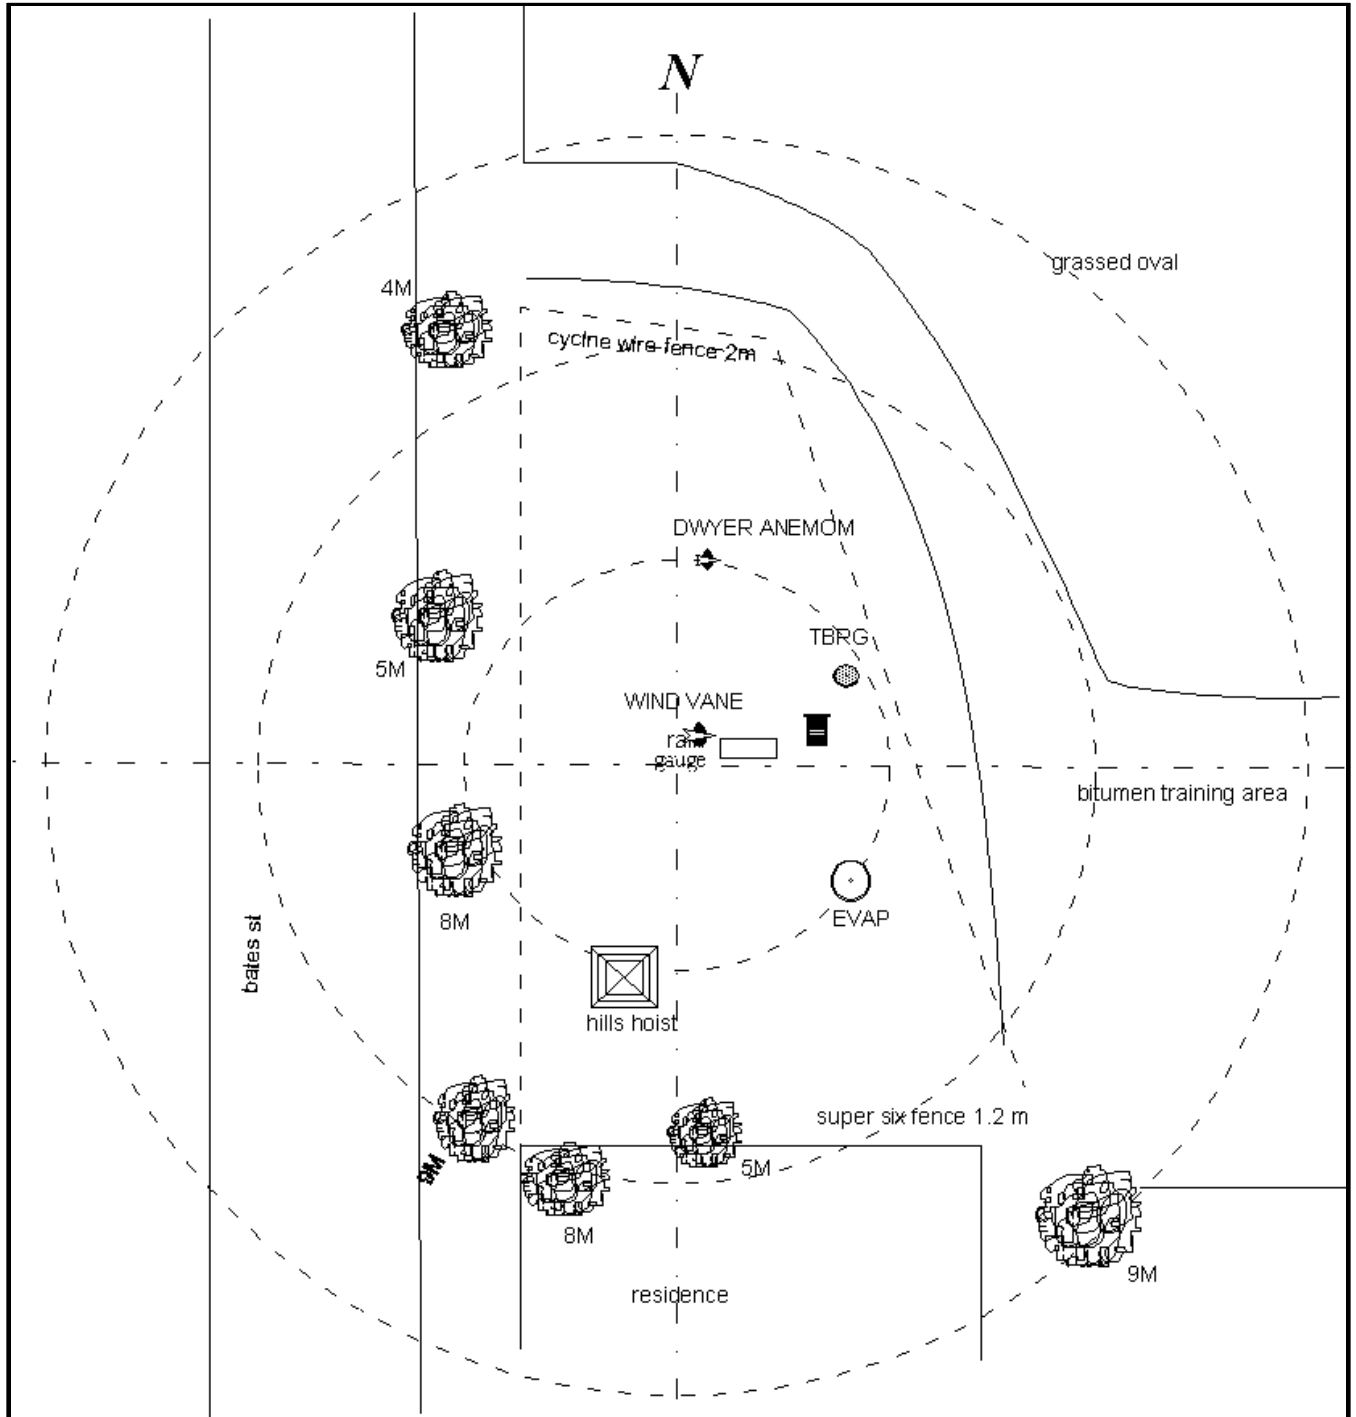 N
grassed oval
4M
cyclne wire fence 2m
DWYER ANEMOM
TBRG
5M
WIND VANE
rain
gauge
bitumen training area
8M
EVAP
bates st
hills hoist
super six fence 1.2 m
5M
8M
9M
residence